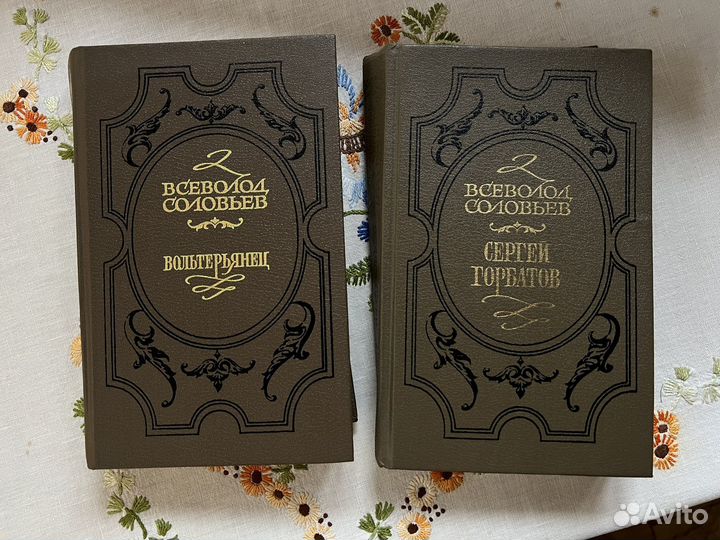 ВСЕВОЛОД
СОЛОВЬЕВ
ВОЛЬТЕРЬЯНЕЦ
ВСЕВОЛОД
СОЛОВЬЕВ
СЕРГЕЙ
ГОРБАТОВ
Avito